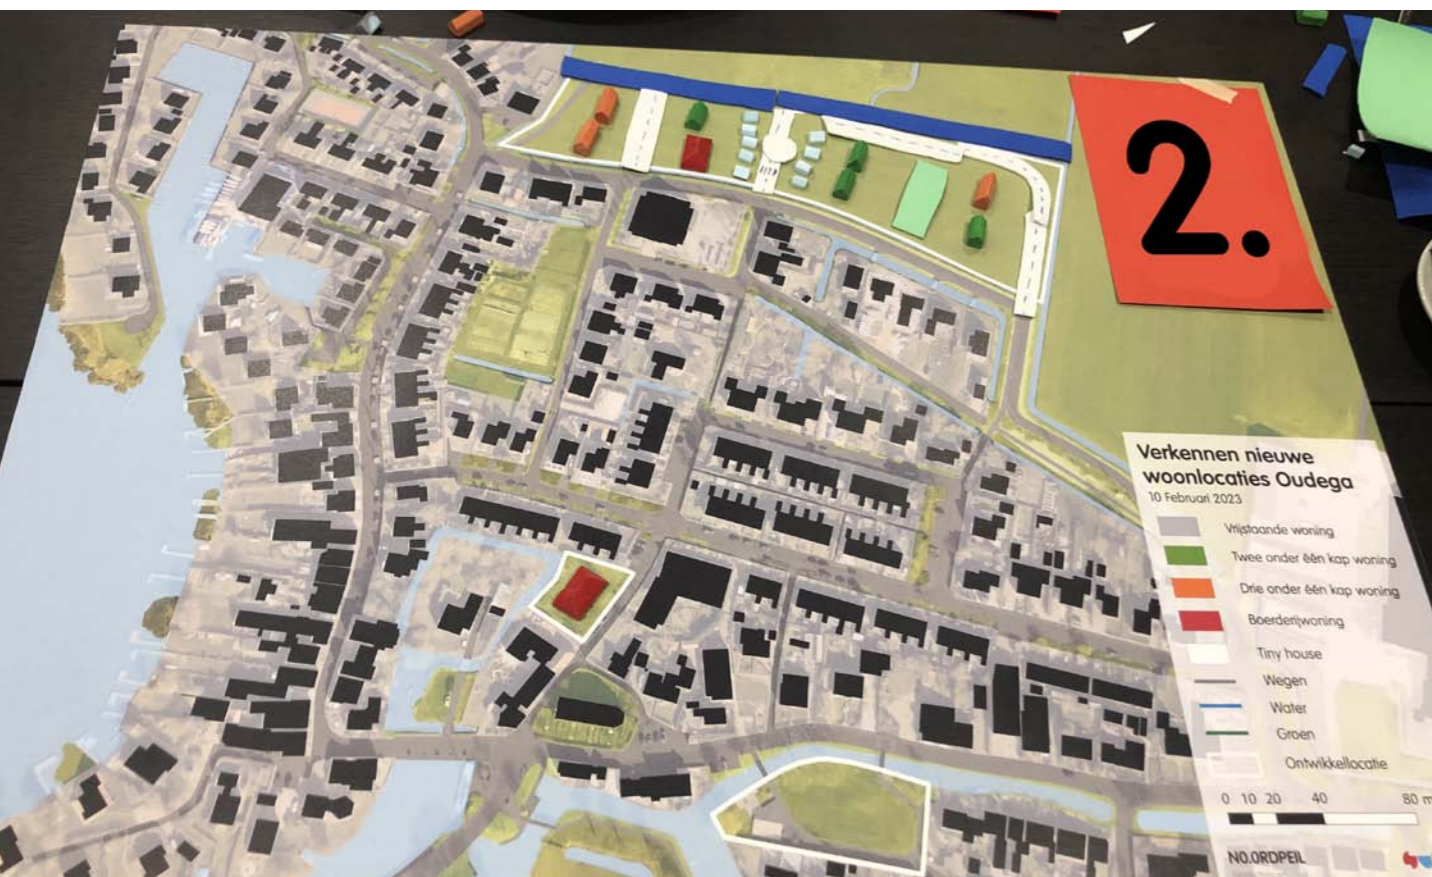 2.
Verkennen nieuwe
woonlocaties Oudega
10 Februari 2023
Vrijstaande woning
Twee onder één kap woning
Drie onder één kap woning
Boerderijwoning
Tiny house
Wegen
Water
Groen
Ontwikkellocatie
0 10 20 40 80 m
NO.ORDPEIL